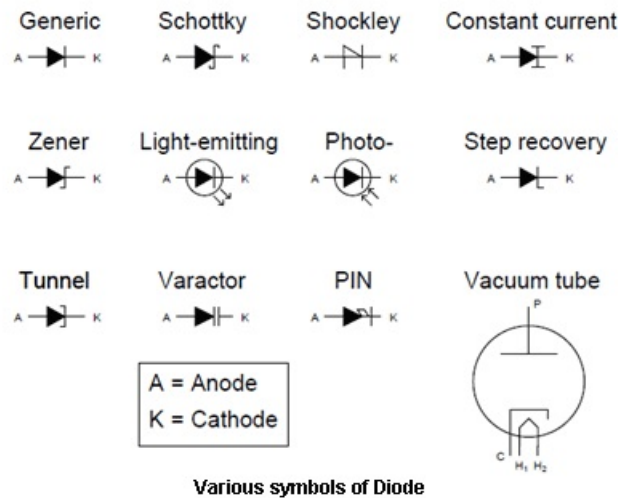 Generic Schottky Shockley Constant current
A K A K A K A K
Zener Light-emitting Photo- Step recovery
A K A K A K A K
Tunnel Varactor PIN Vacuum tube
P
A K A K A K
A = Anode
K = Cathode
C H₁ H₂
Various symbols of Diode